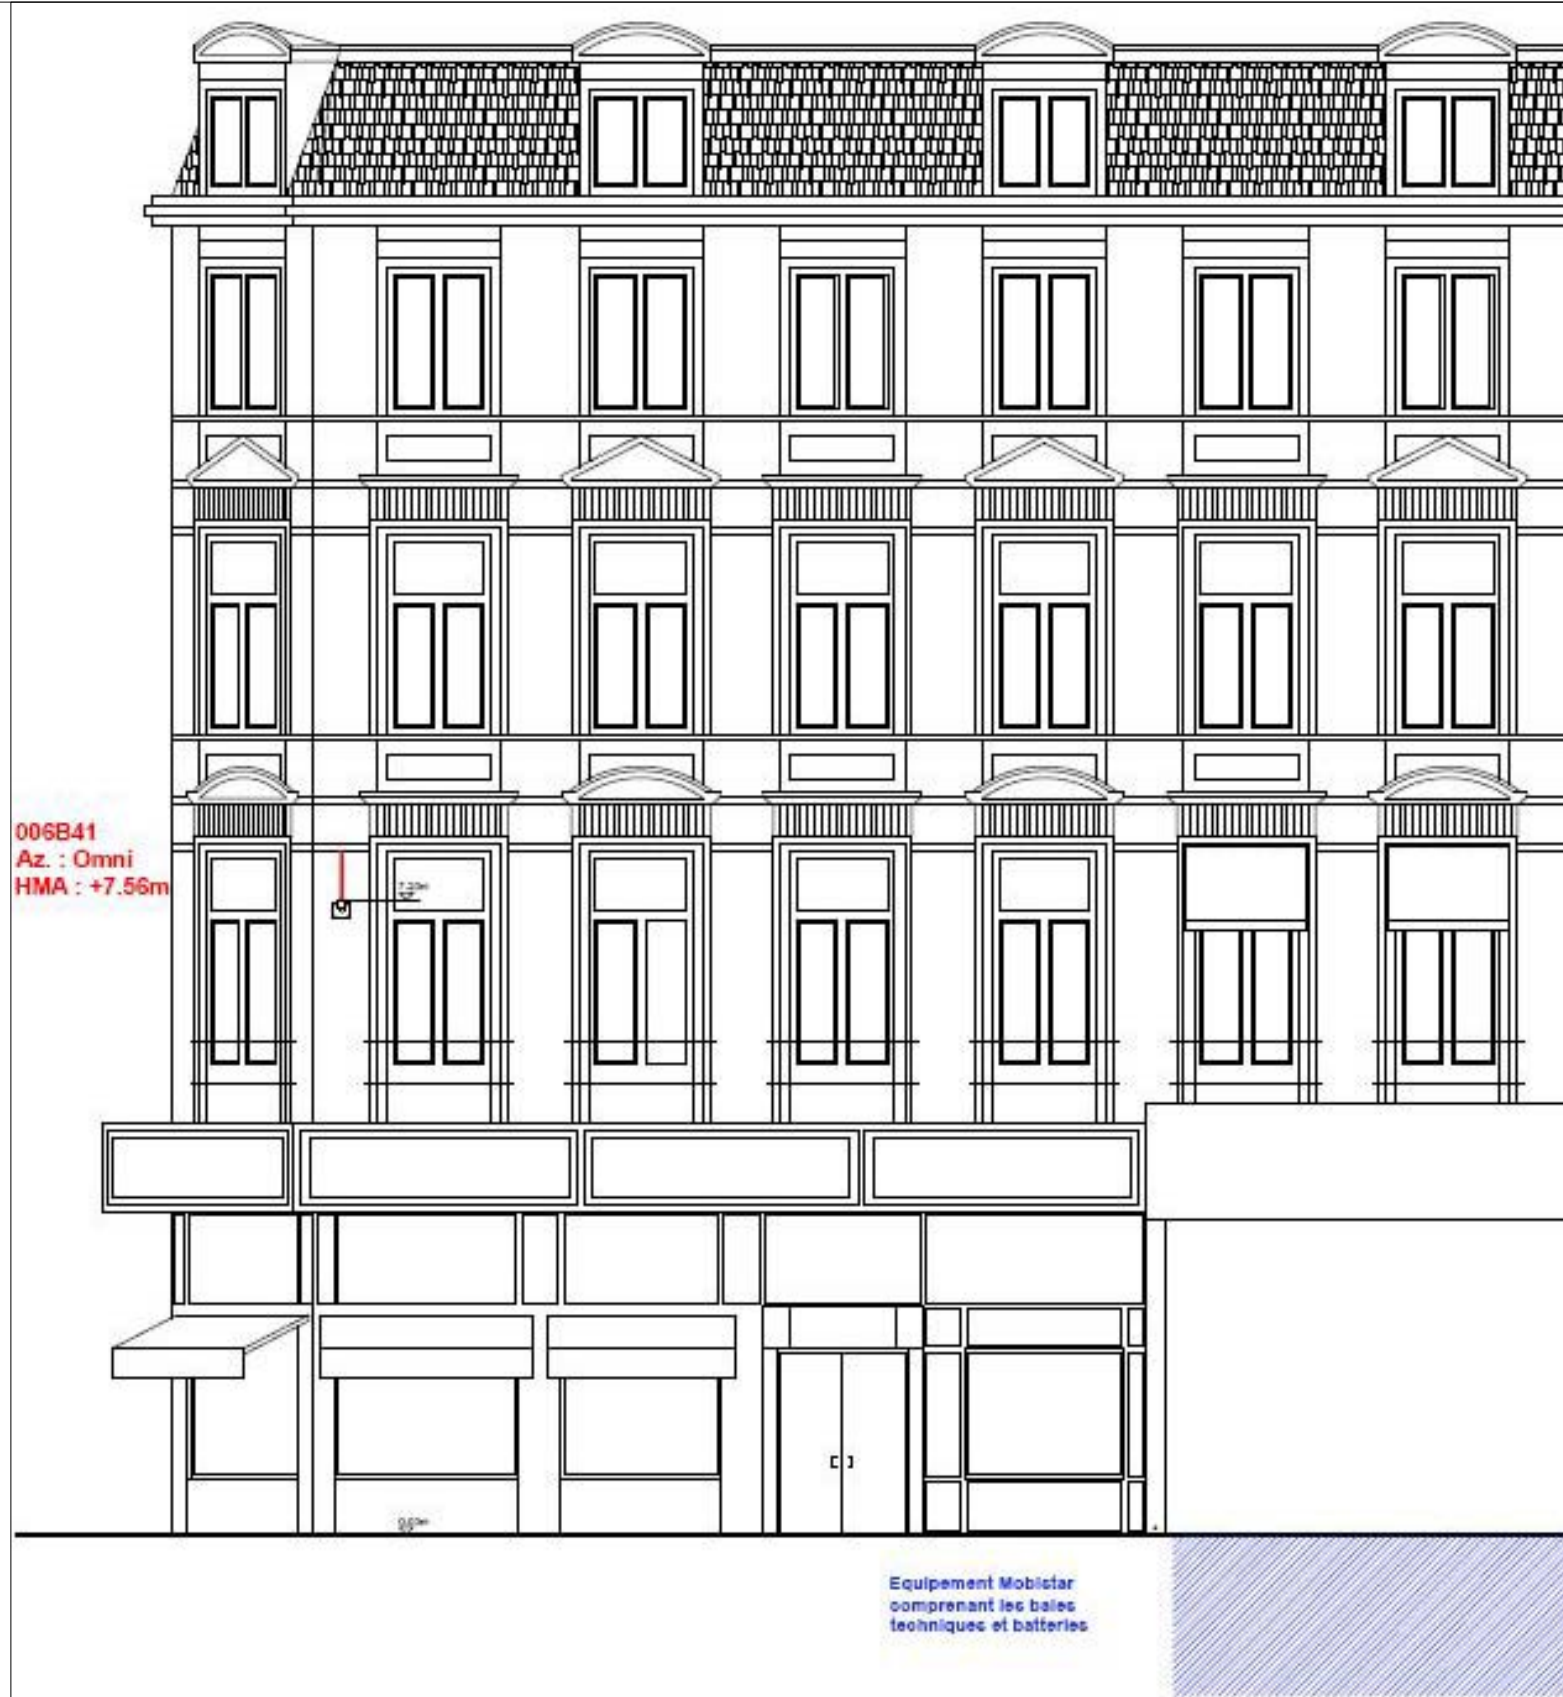 006B41
Az. : Omni
HMA : +7.56m
Equipement Mobistar
comprenant les baies
techniques et batteries